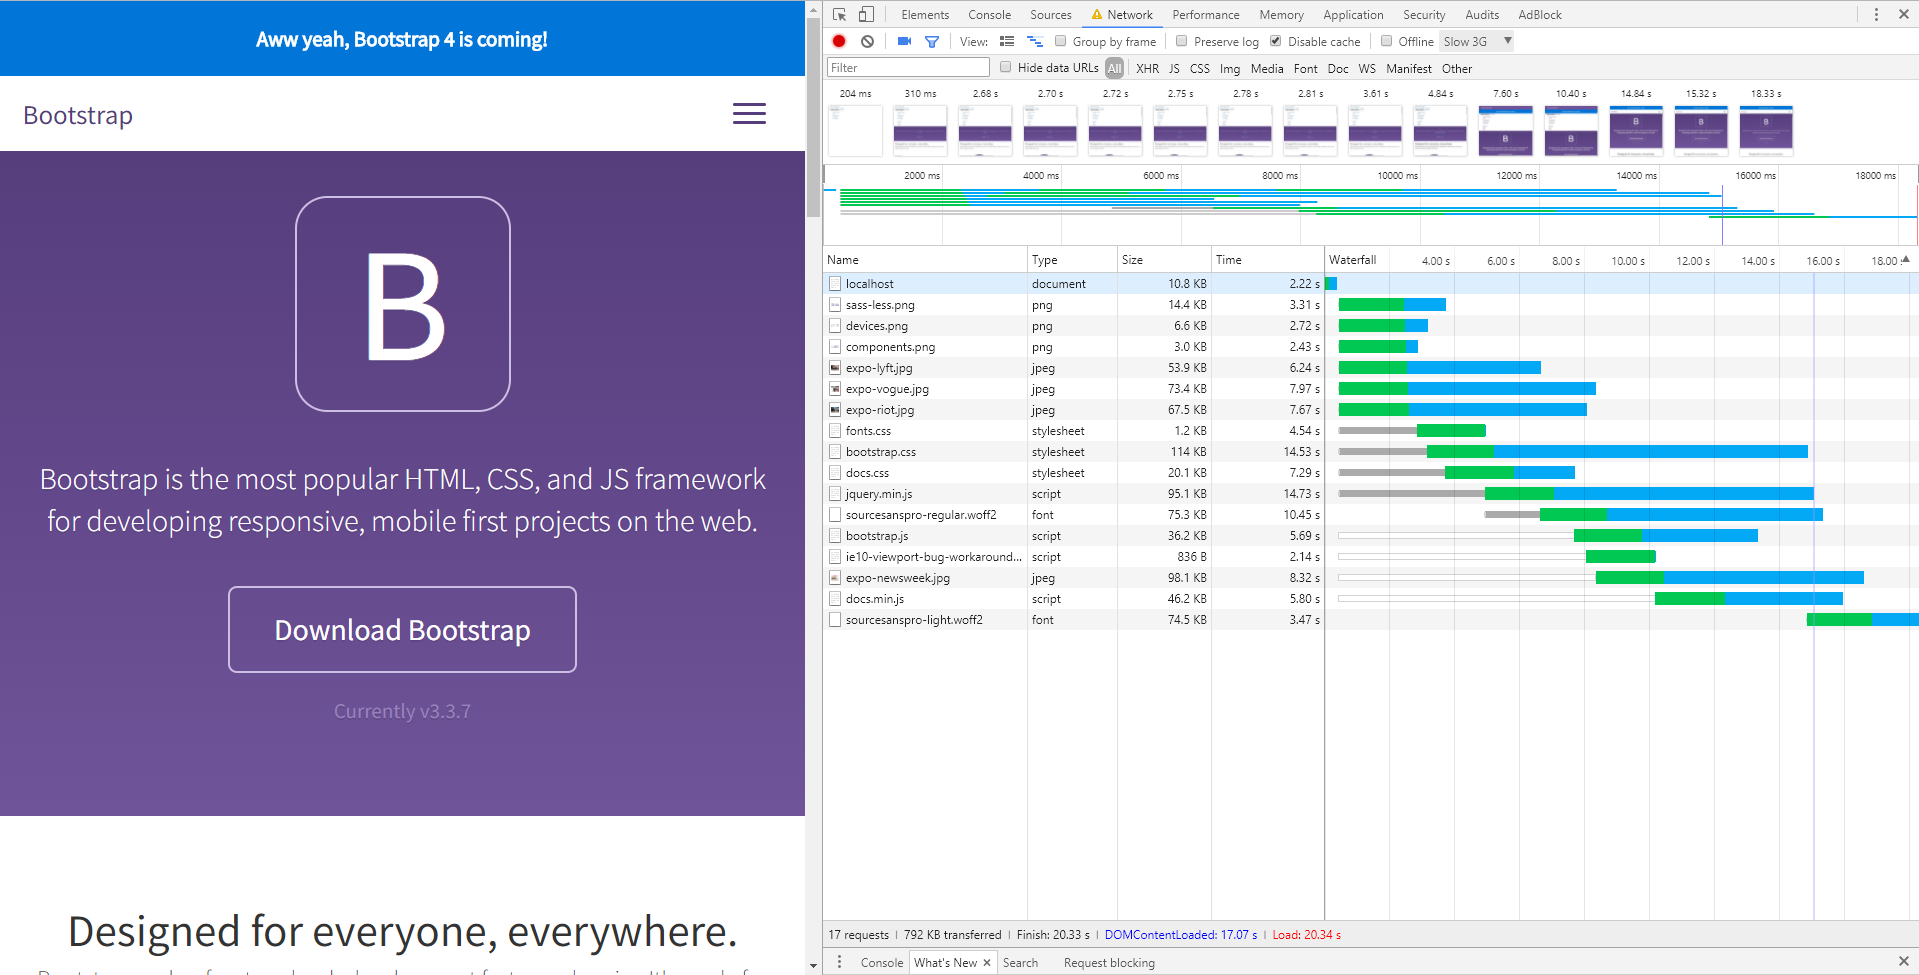 Aww yeah, Bootstrap 4 is coming!
Bootstrap
B
Bootstrap is the most popular HTML, CSS, and JS framework
for developing responsive, mobile first projects on the web.
Download Bootstrap
Currently v3.3.7
Designed for everyone, everywhere.
Elements Console Sources Network Performance Memory Application Security Audits AdBlock
View: Group by frame Preserve log Disable cache Offline Slow 3G
Filter Hide data URLs All XHR JS CSS Img Media Font Doc WS Manifest Other
204 ms 310 ms 2.68 s 2.70 s 2.72 s 2.75 s 2.78 s 2.81 s 3.61 s 4.84 s 7.60 s 10.40 s 14.84 s 15.32 s 18.33 s
2000 ms 4000 ms 6000 ms 8000 ms 10000 ms 12000 ms 14000 ms 16000 ms 18000 ms
Name Type Size Time Waterfall 4.00 s 6.00 s 8.00 s 10.00 s 12.00 s 14.00 s 16.00 s 18.00
localhost document 10.8 KB 2.22 s
sass-less.png png 14.4 KB 3.31 s
devices.png png 6.6 KB 2.72 s
components.png png 3.0 KB 2.43 s
expo-lyft.jpg jpeg 53.9 KB 6.24 s
expo-vogue.jpg jpeg 73.4 KB 7.97 s
expo-riot.jpg jpeg 67.5 KB 7.67 s
fonts.css stylesheet 1.2 KB 4.54 s
bootstrap.css stylesheet 114 KB 14.53 s
docs.css stylesheet 20.1 KB 7.29 s
jquery.min.js script 95.1 KB 14.73 s
sourcesanspro-regular.woff2 font 75.3 KB 10.45 s
bootstrap.js script 36.2 KB 5.69 s
ie10-viewport-bug-workaround... script 836 B 2.14 s
expo-newsweek.jpg jpeg 98.1 KB 8.32 s
docs.min.js script 46.2 KB 5.80 s
sourcesanspro-light.woff2 font 74.5 KB 3.47 s
17 requests | 792 KB transferred | Finish: 20.33 s | DOMContentLoaded: 17.07 s | Load: 20.34 s
Console What's New Search Request blocking